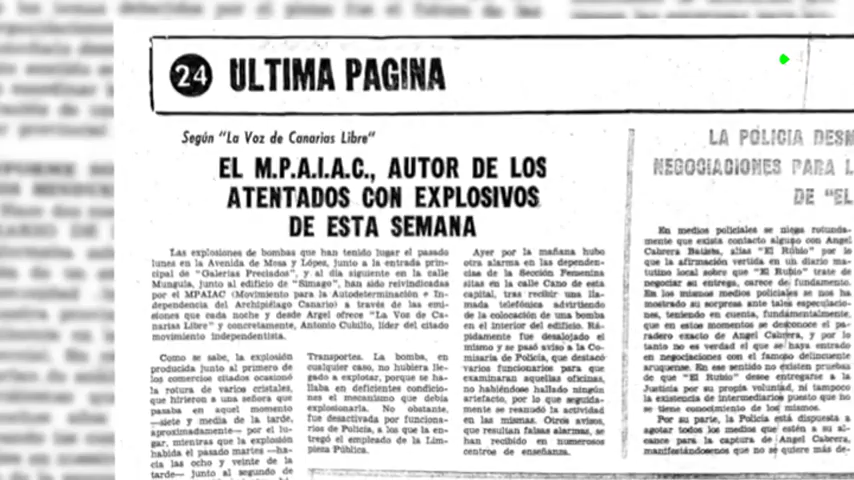 24 ULTIMA PAGINA
Según "La Voz de Canarias Libre"
EL M.P.A.I.A.C., AUTOR DE LOS
ATENTADOS CON EXPLOSIVOS
DE ESTA SEMANA
Las explosiones de bombas que han tenido lugar el pasado
lunes en la Avenida de Mesa y López, junto a la entrada prin-
cipal de "Galerías Preciados", y al día siguiente en la calle
Munguía, junto al edificio de "Simago", han sido reivindicadas
por el MPAIAC (Movimiento para la Autodeterminación e In-
dependencia del Archipiélago Canario) a través de las emi-
siones que cada noche y desde Argel ofrece "La Voz de Ca-
narias Libre" y concretamente, Antonio Cubillo, líder del citado
movimiento independentista.
Como se sabe, la explosión
producida junto al primero de
los comercios citados ocasionó
la rotura de varios cristales,
que hirieron a una señora que
pasaba en aquel momento
—siete y media de la tarde,
aproximadamente— por el lu-
gar, mientras que la explosión
habida el pasado martes —ha-
cia las ocho y veinte de la
tarde— junto al segundo de
Transportes. La bomba, en
cualquier caso, no hubiera lle-
gado a explotar, porque se ha-
llaba en deficientes condicio-
nes el mecanismo que debía
explosionarla. No obstante,
fue desactivada por funciona-
rios de Policía, a los que la en-
tregó el empleado de la Lim-
pieza Pública.
Ayer por la mañana hubo
otra alarma en las dependen-
cias de la Sección Femenina
sitas en la calle Cano de esta
capital, tras recibir una lla-
mada telefónica advirtiendo
de la colocación de una bomba
en el interior del edificio. Rá-
pidamente fue desalojado el
mismo y se pasó aviso a la Co-
misaría de Policía, que destacó
varios funcionarios para que
examinaran aquellas oficinas,
no habiéndose hallado ningún
artefacto, por lo que seguida-
mente se reanudó la actividad
en las mismas. Otros avisos,
que resultan falsas alarmas, se
han recibido en numerosos
centros de enseñanza.
LA POLICIA DESM
NEGOCIACIONES PARA L
DE "EL
En medios policiales se niega rotunda-
mente que exista contacto alguno con Angel
Cabrera Batista, alias "El Rubio" por lo
que la afirmación vertida en un diario ma-
tutino local sobre que "El Rubio" trate de
negociar su entrega, carece de fundamento.
En los mismos medios policiales se nos ha
mostrado su sorpresa ante tales especulacio-
nes, teniendo en cuenta, fundamentalmente,
que en estos momentos se desconoce el pa-
radero exacto de Angel Cabrera, y por lo
tanto no es verdad el que se haya entrado
en negociaciones con el famoso delincuente
aruquense. En ese sentido no existen pruebas
de que "El Rubio" desee entregarse a la
Justicia por su propia voluntad, ni tampoco
la existencia de intermediarios puesto que no
se tiene conocimiento de los mismos.
Por su parte, la Policía está dispuesta a
agotar todos los medios que estén a su al-
cance para la captura de Angel Cabrera,
manifestándosenos que no se quiere más de-